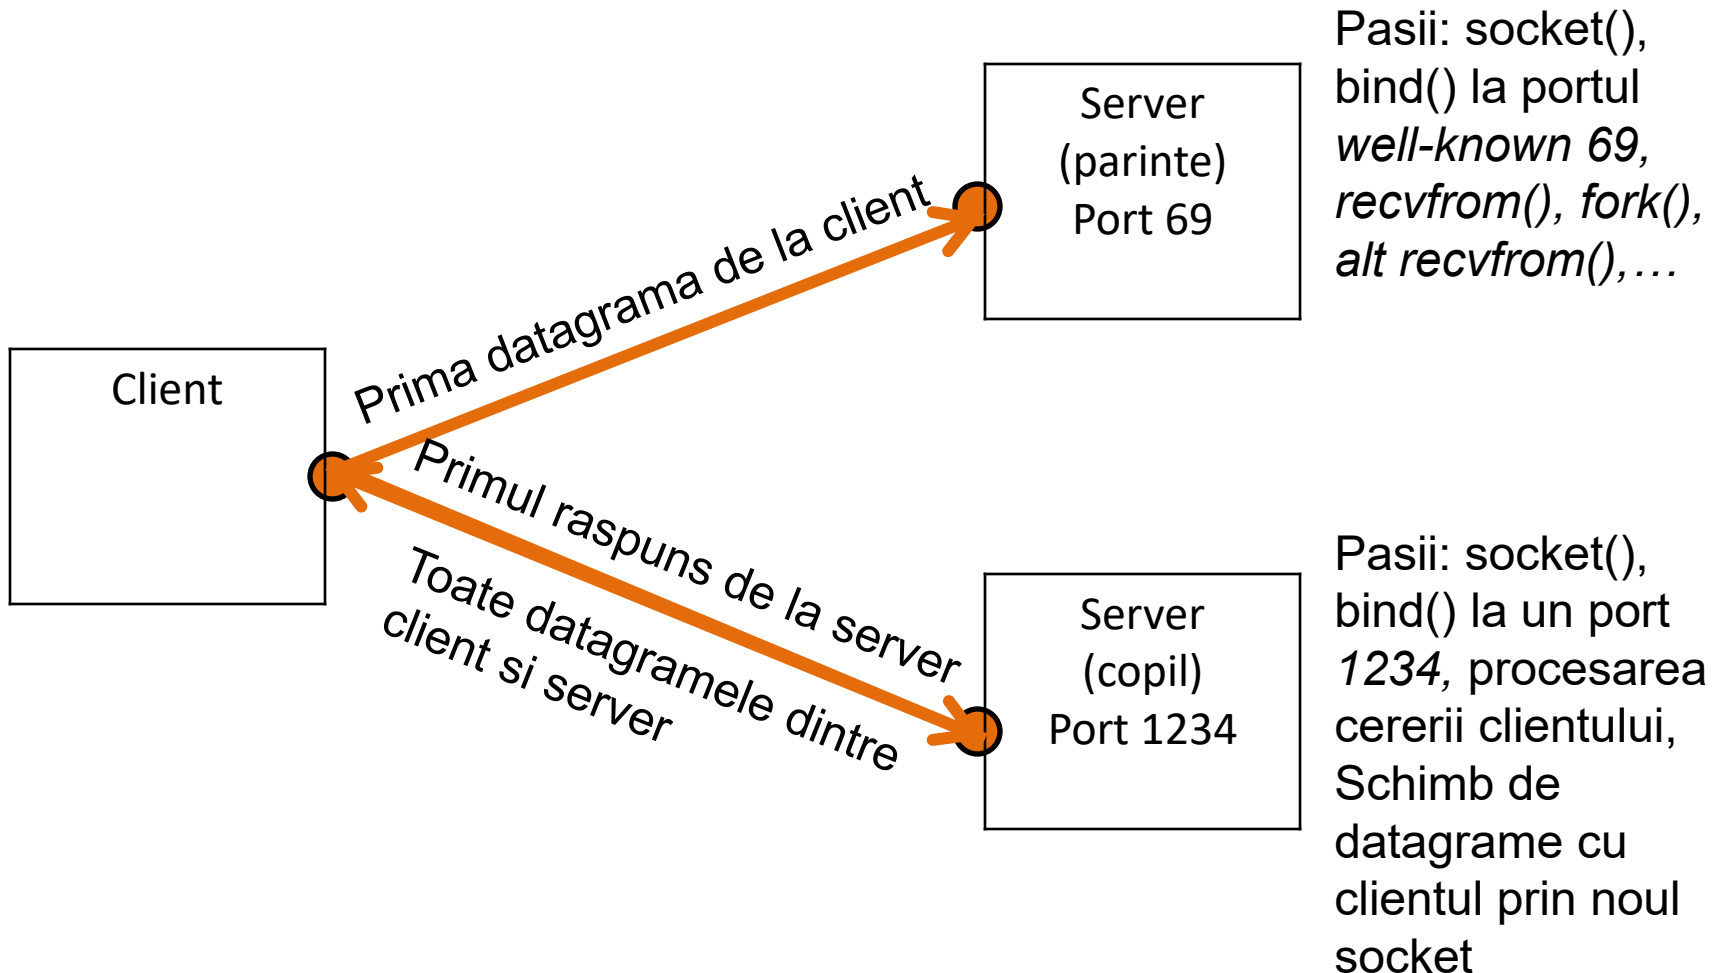 Pasii: socket(),
bind() la portul
well-known 69,
recvfrom(), fork(),
alt recvfrom(),…
Server
(parinte)
Port 69
Prima datagrama de la client
Client
Primul raspuns de la server
Toate datagramele dintre
client si server
Server
(copil)
Port 1234
Pasii: socket(),
bind() la un port
1234, procesarea
cererii clientului,
Schimb de
datagrame cu
clientul prin noul
socket